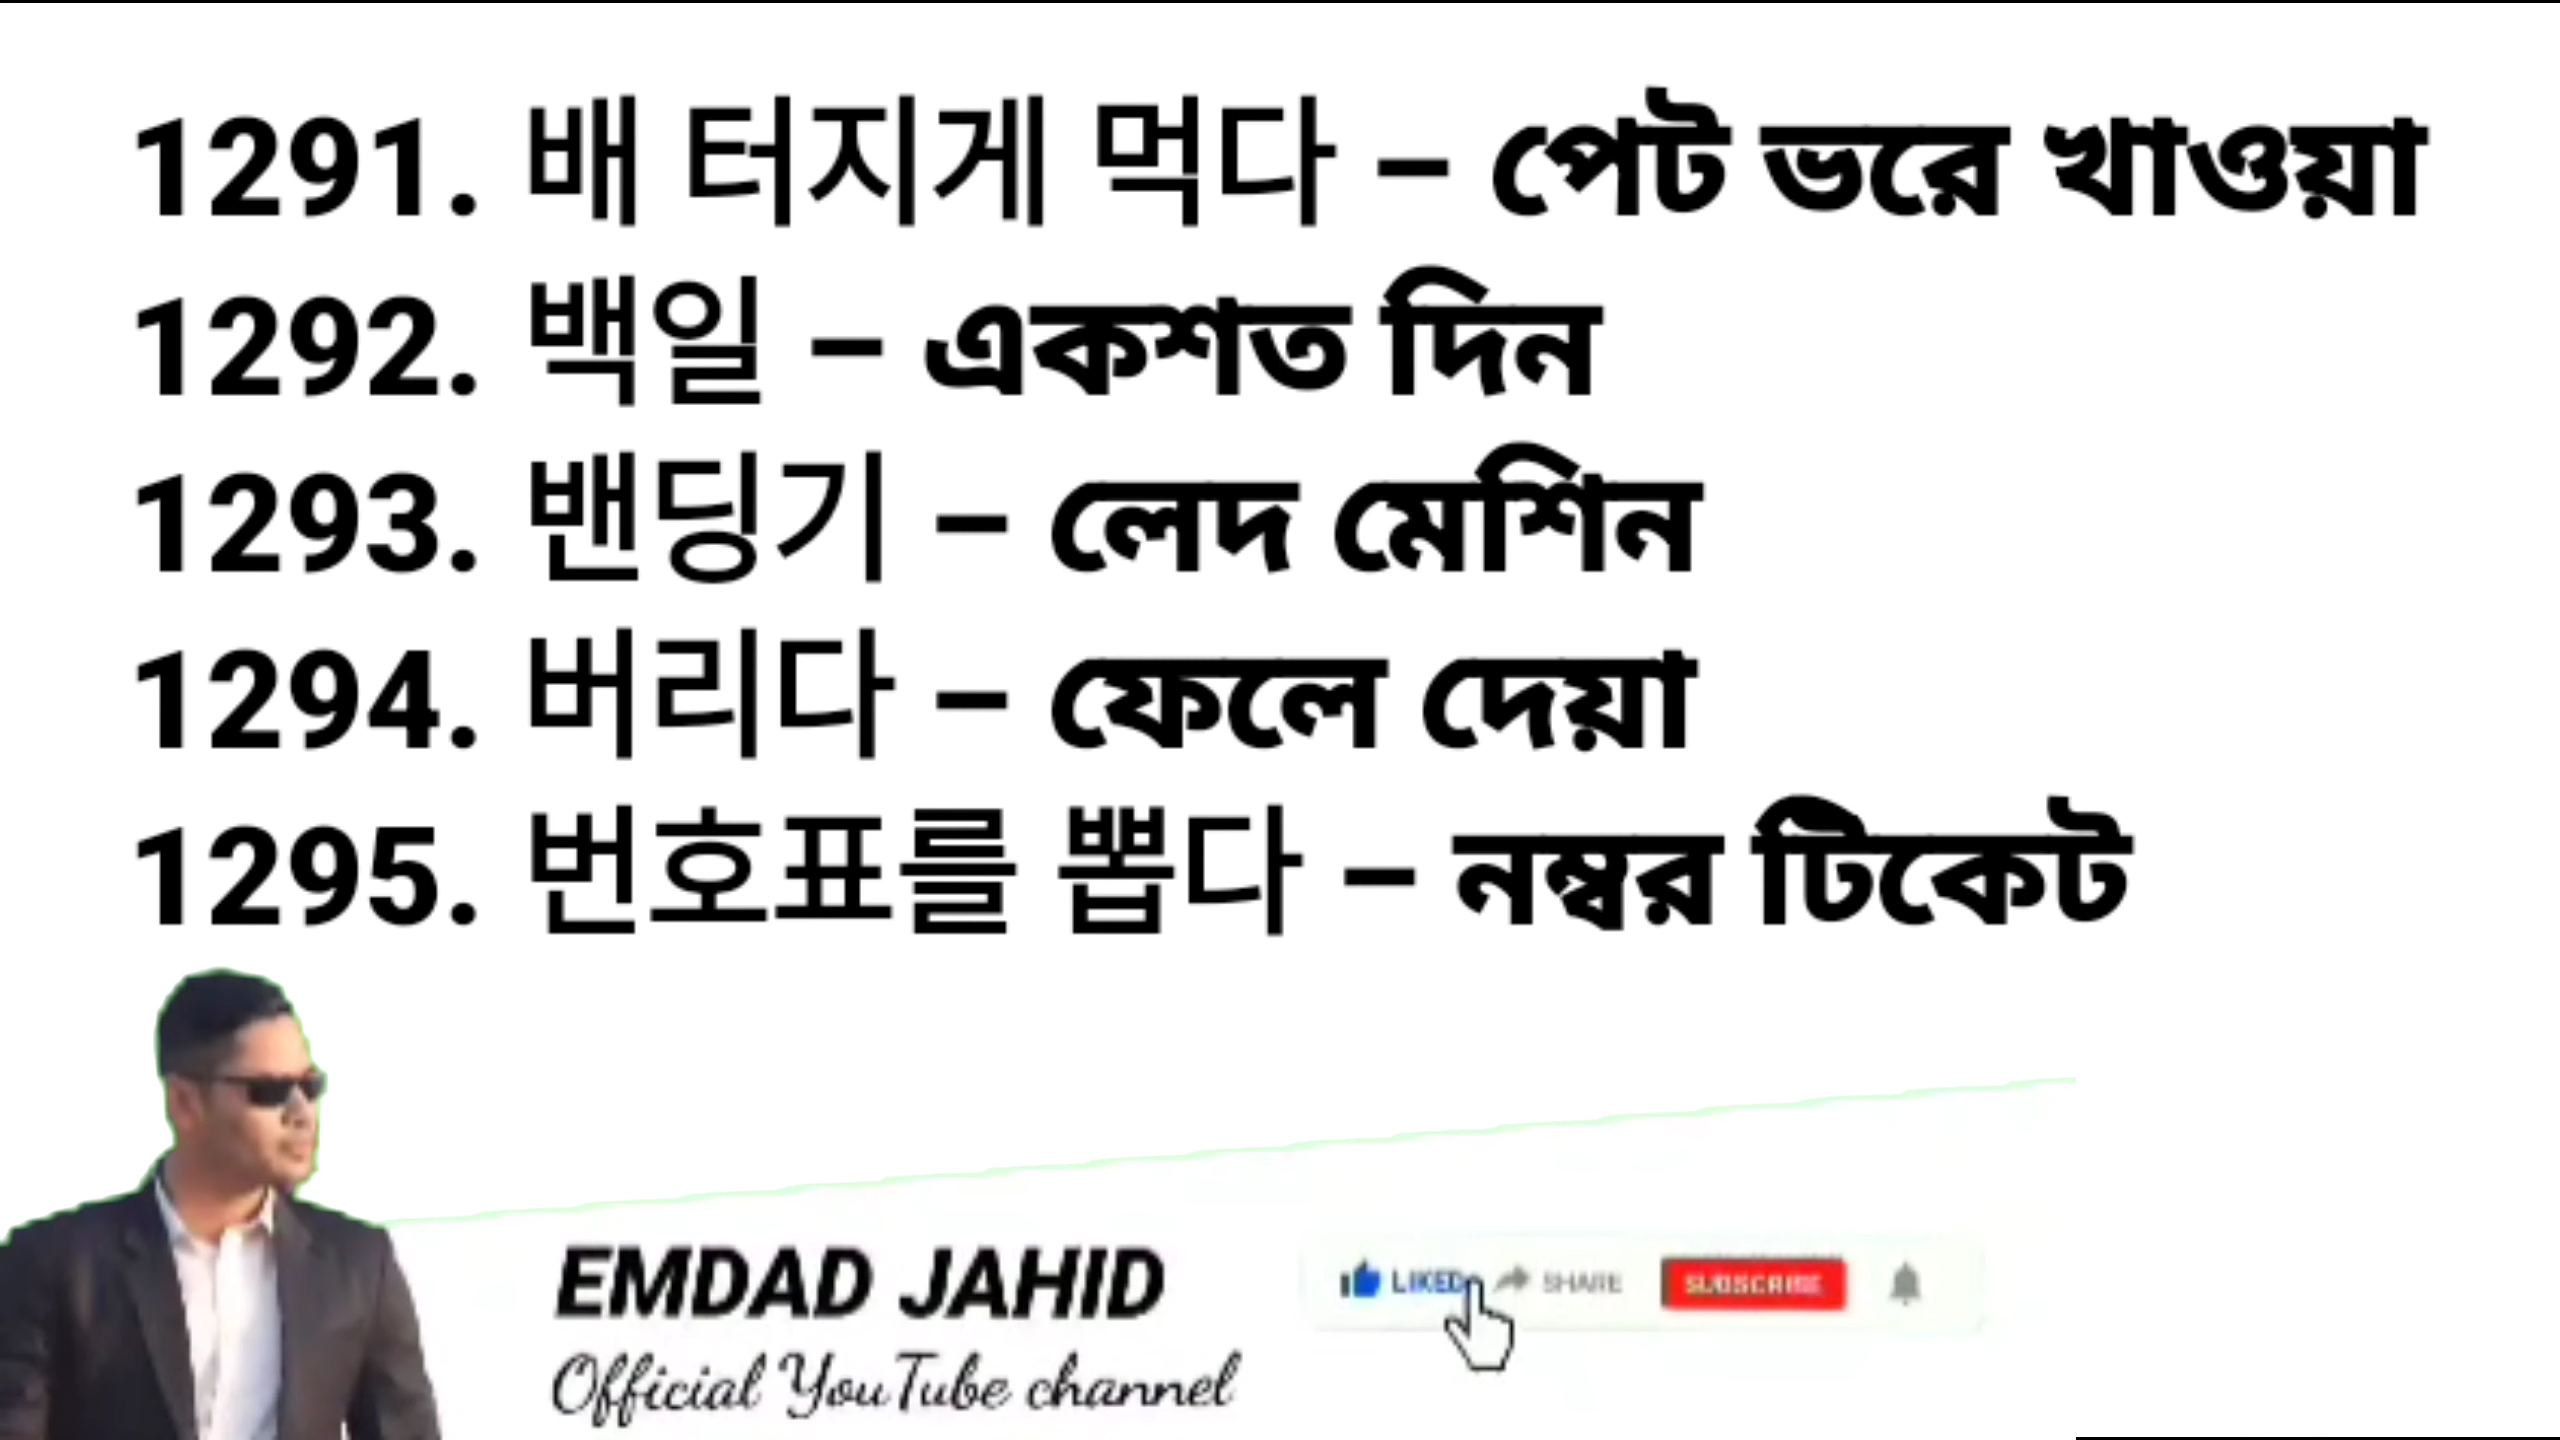 1291. 배 터지게 먹다 – পেট ভরে খাওয়া
1292. 백일 – একশত দিন
1293. 밴딩기 – লেদ মেশিন
1294. 버리다 – ফেলে দেয়া
1295. 번호표를 뽑다 – নম্বর টিকেট
EMDAD JAHID
Official YouTube channel
LIKED SHARE SUBSCRIBE